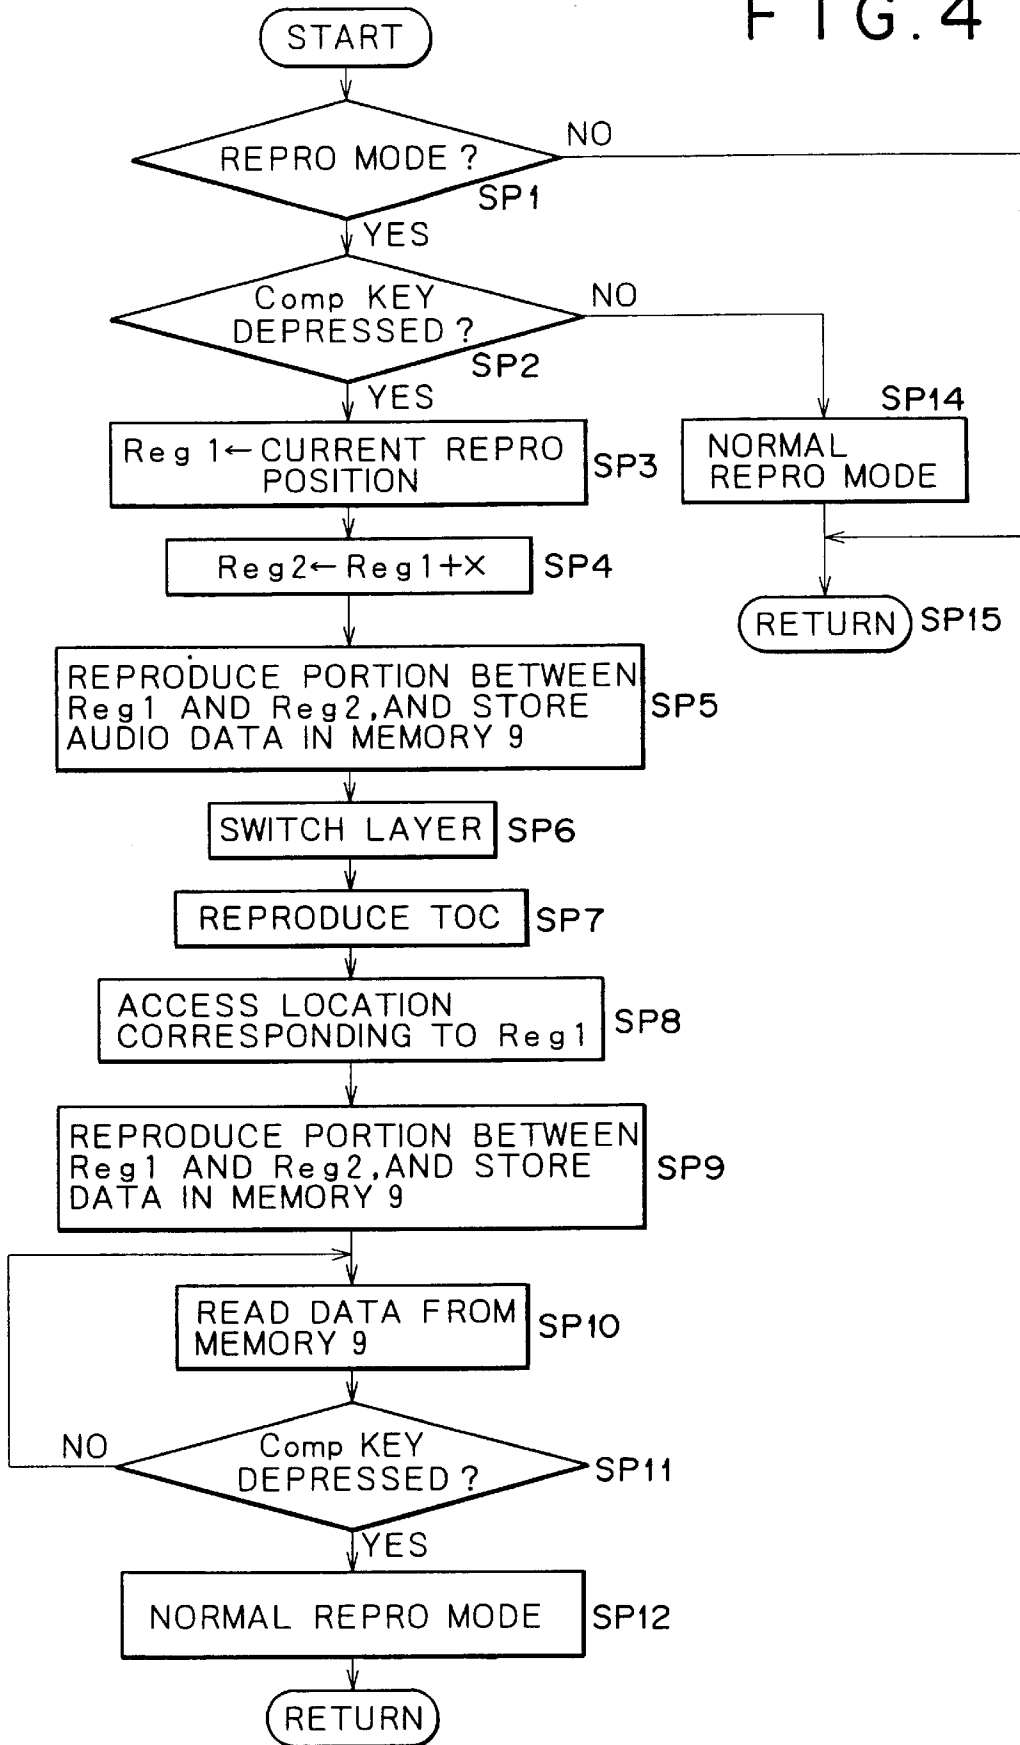 FIG.4
START
REPRO MODE?
NO
SP1
YES
Comp KEY
DEPRESSED?
NO
SP2
YES
Reg 1←CURRENT REPRO
POSITION
SP3
SP14
NORMAL
REPRO MODE
Reg2←Reg1+X
SP4
RETURN
SP15
REPRODUCE PORTION BETWEEN
Reg1 AND Reg2,AND STORE
AUDIO DATA IN MEMORY 9
SP5
SWITCH LAYER
SP6
REPRODUCE TOC
SP7
ACCESS LOCATION
CORRESPONDING TO Reg1
SP8
REPRODUCE PORTION BETWEEN
Reg1 AND Reg2,AND STORE
DATA IN MEMORY 9
SP9
READ DATA FROM
MEMORY 9
SP10
NO
Comp KEY
DEPRESSED?
SP11
YES
NORMAL REPRO MODE
SP12
RETURN